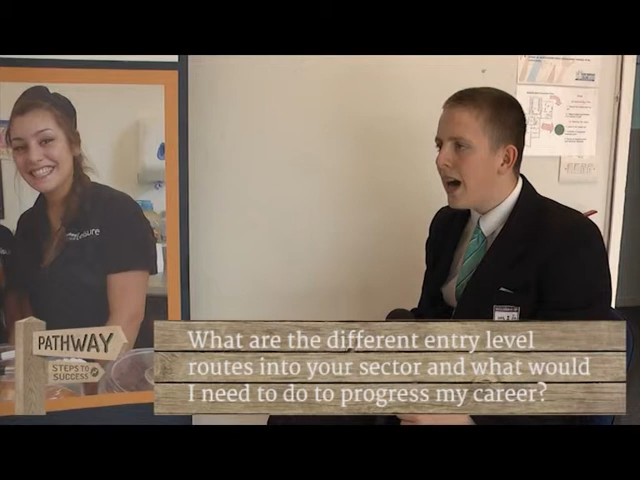 PATHWAY
STEPS TO
SUCCESS
What are the different entry level
routes into your sector and what would
I need to do to progress my career?